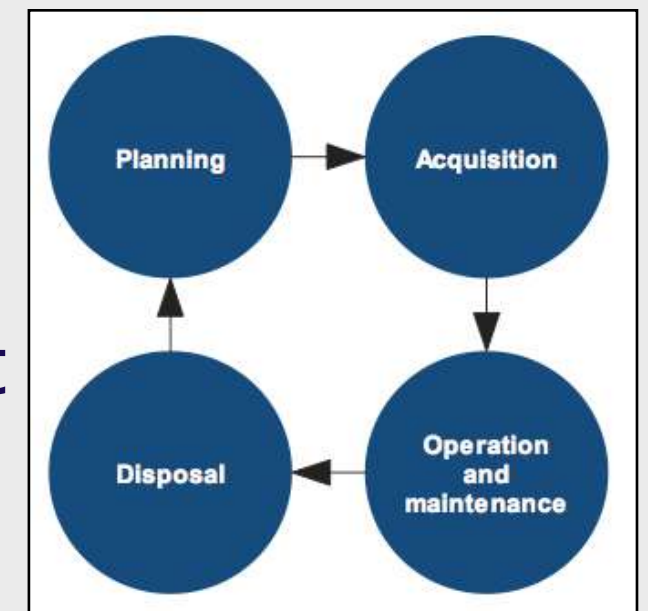 Planning
Acquisition
Disposal
Operation
and
maintenance